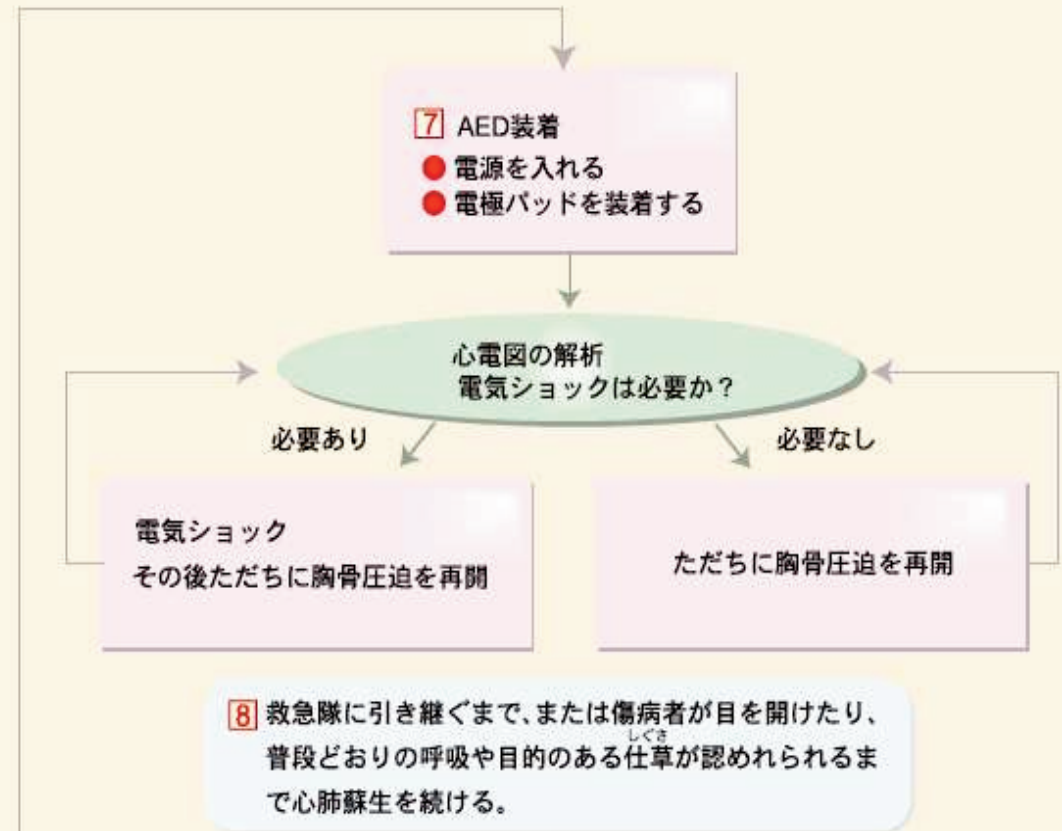 7 AED装着
● 電源を入れる
● 電極パッドを装着する
心電図の解析
電気ショックは必要か？
必要あり
必要なし
電気ショック
その後ただちに胸骨圧迫を再開
ただちに胸骨圧迫を再開
8 救急隊に引き継ぐまで、または傷病者が目を開けたり、
しぐさ
普段どおりの呼吸や目的のある仕草が認めれられるま
で心肺蘇生を続ける。